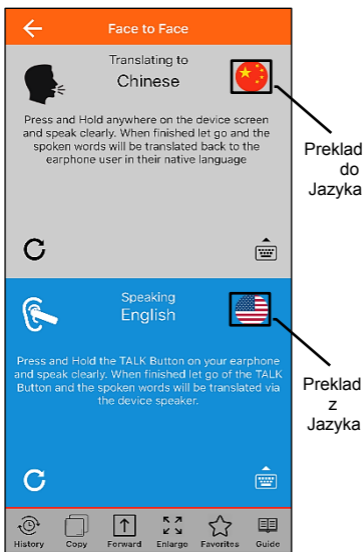 Face to Face
Translating to
Chinese
Press and Hold anywhere on the device screen
and speak clearly. When finished let go and the
spoken words will be translated back to the
earphone user in their native language
Preklad
do
Jazyka
Speaking
English
Press and Hold the TALK Button on your earphone
and speak clearly. When finished let go of the TALK
Button and the spoken words will be translated via
the device speaker.
Preklad
z
Jazyka
History Copy Forward Enlarge Favorites Guide